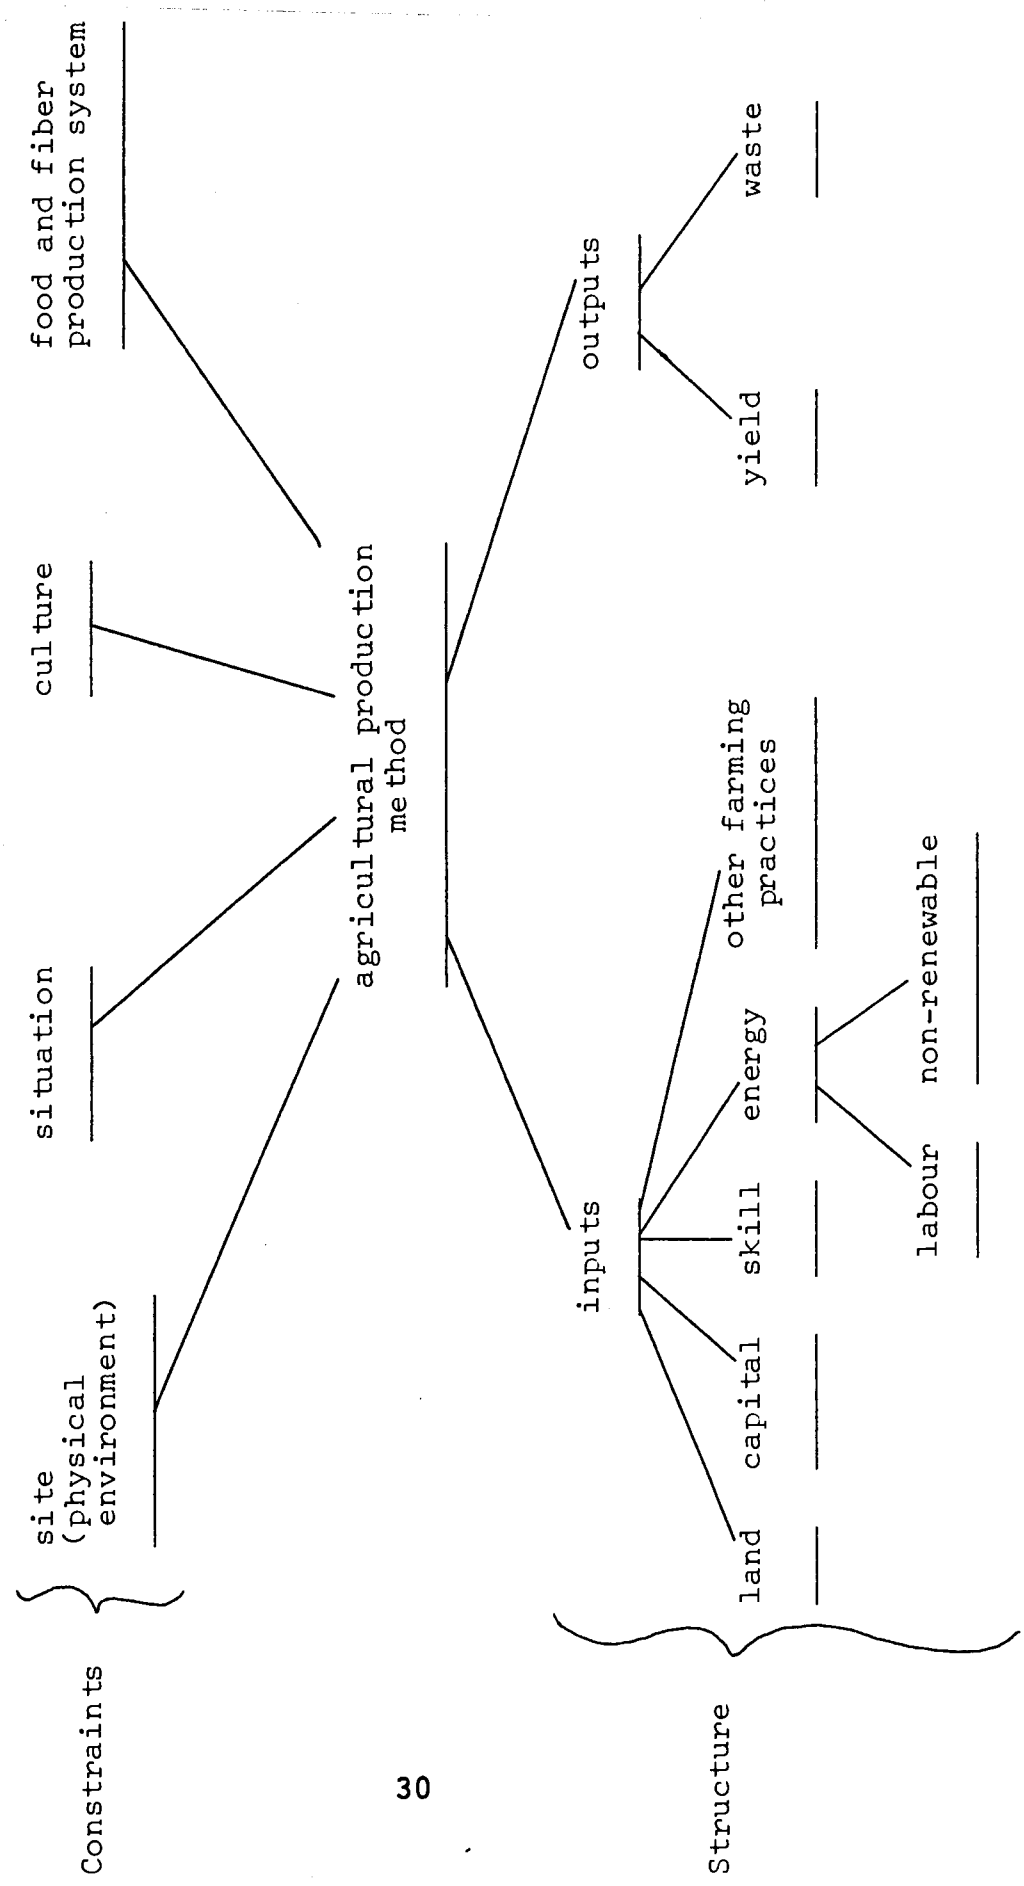 Constraints
site
(physical
environment)
situation
culture
food and fiber
production system
agricultural production
method
Structure
inputs
outputs
land
capital
skill
energy
other farming
practices
yield
waste
labour
non-renewable
30